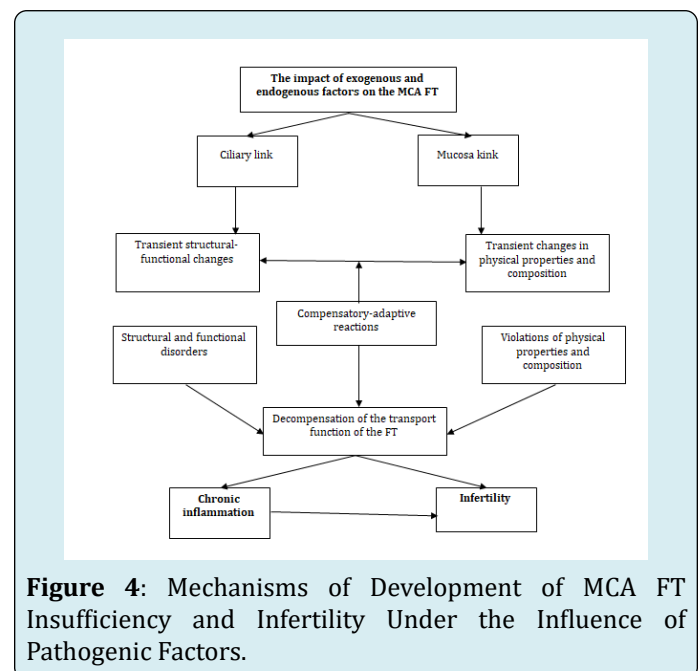 The impact of exogenous and
endogenous factors on the MCA FT
Ciliary link
Mucosa kink
Transient structural-
functional changes
Transient changes in
physical properties and
composition
Compensatory-adaptive
reactions
Structural and functional
disorders
Violations of physical
properties and
composition
Decompensation of the transport
function of the FT
Chronic
inflammation
Infertility
Figure 4: Mechanisms of Development of MCA FT
Insufficiency and Infertility Under the Influence of
Pathogenic Factors.